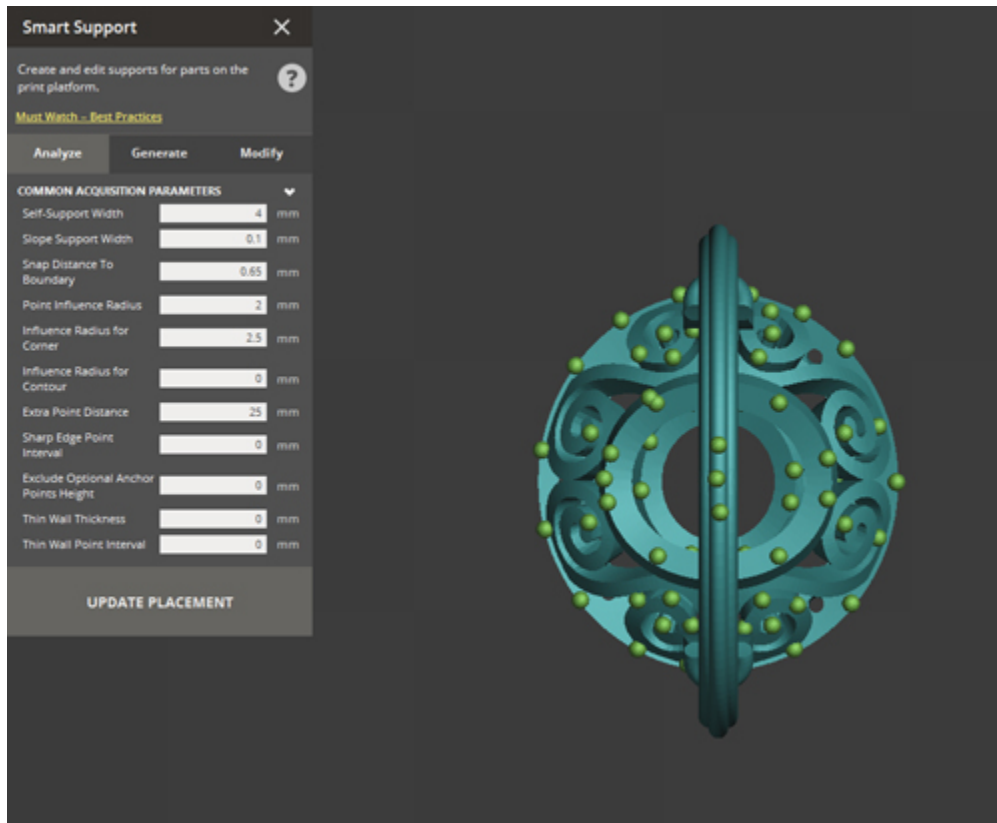 Smart Support
Create and edit supports for parts on the
print platform.
?
Must Watch – Best Practices
Analyze Generate Modify
COMMON ACQUISITION PARAMETERS
Self-Support Width 4 mm
Slope Support Width 0.1 mm
Snap Distance To
Boundary 0.65 mm
Point Influence Radius 2 mm
Influence Radius for
Corner 2.5 mm
Influence Radius for
Contour 0 mm
Extra Point Distance 25 mm
Sharp Edge Point
Interval 0 mm
Exclude Optional Anchor
Points Height 0 mm
Thin Wall Thickness 0 mm
Thin Wall Point Interval 0 mm
UPDATE PLACEMENT